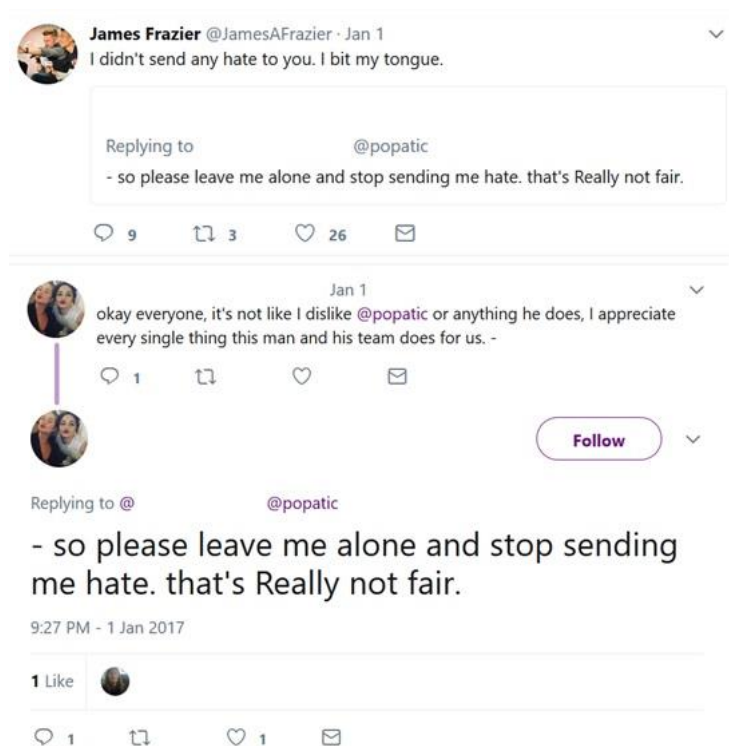 James Frazier @JamesAFrazier · Jan 1
I didn't send any hate to you. I bit my tongue.
Replying to @popatic
- so please leave me alone and stop sending me hate. that's Really not fair.
9 3 26
Jan 1
okay everyone, it's not like I dislike @popatic or anything he does, I appreciate
every single thing this man and his team does for us. -
1
Follow
Replying to @ @popatic
- so please leave me alone and stop sending
me hate. that's Really not fair.
9:27 PM - 1 Jan 2017
1 Like
1 1